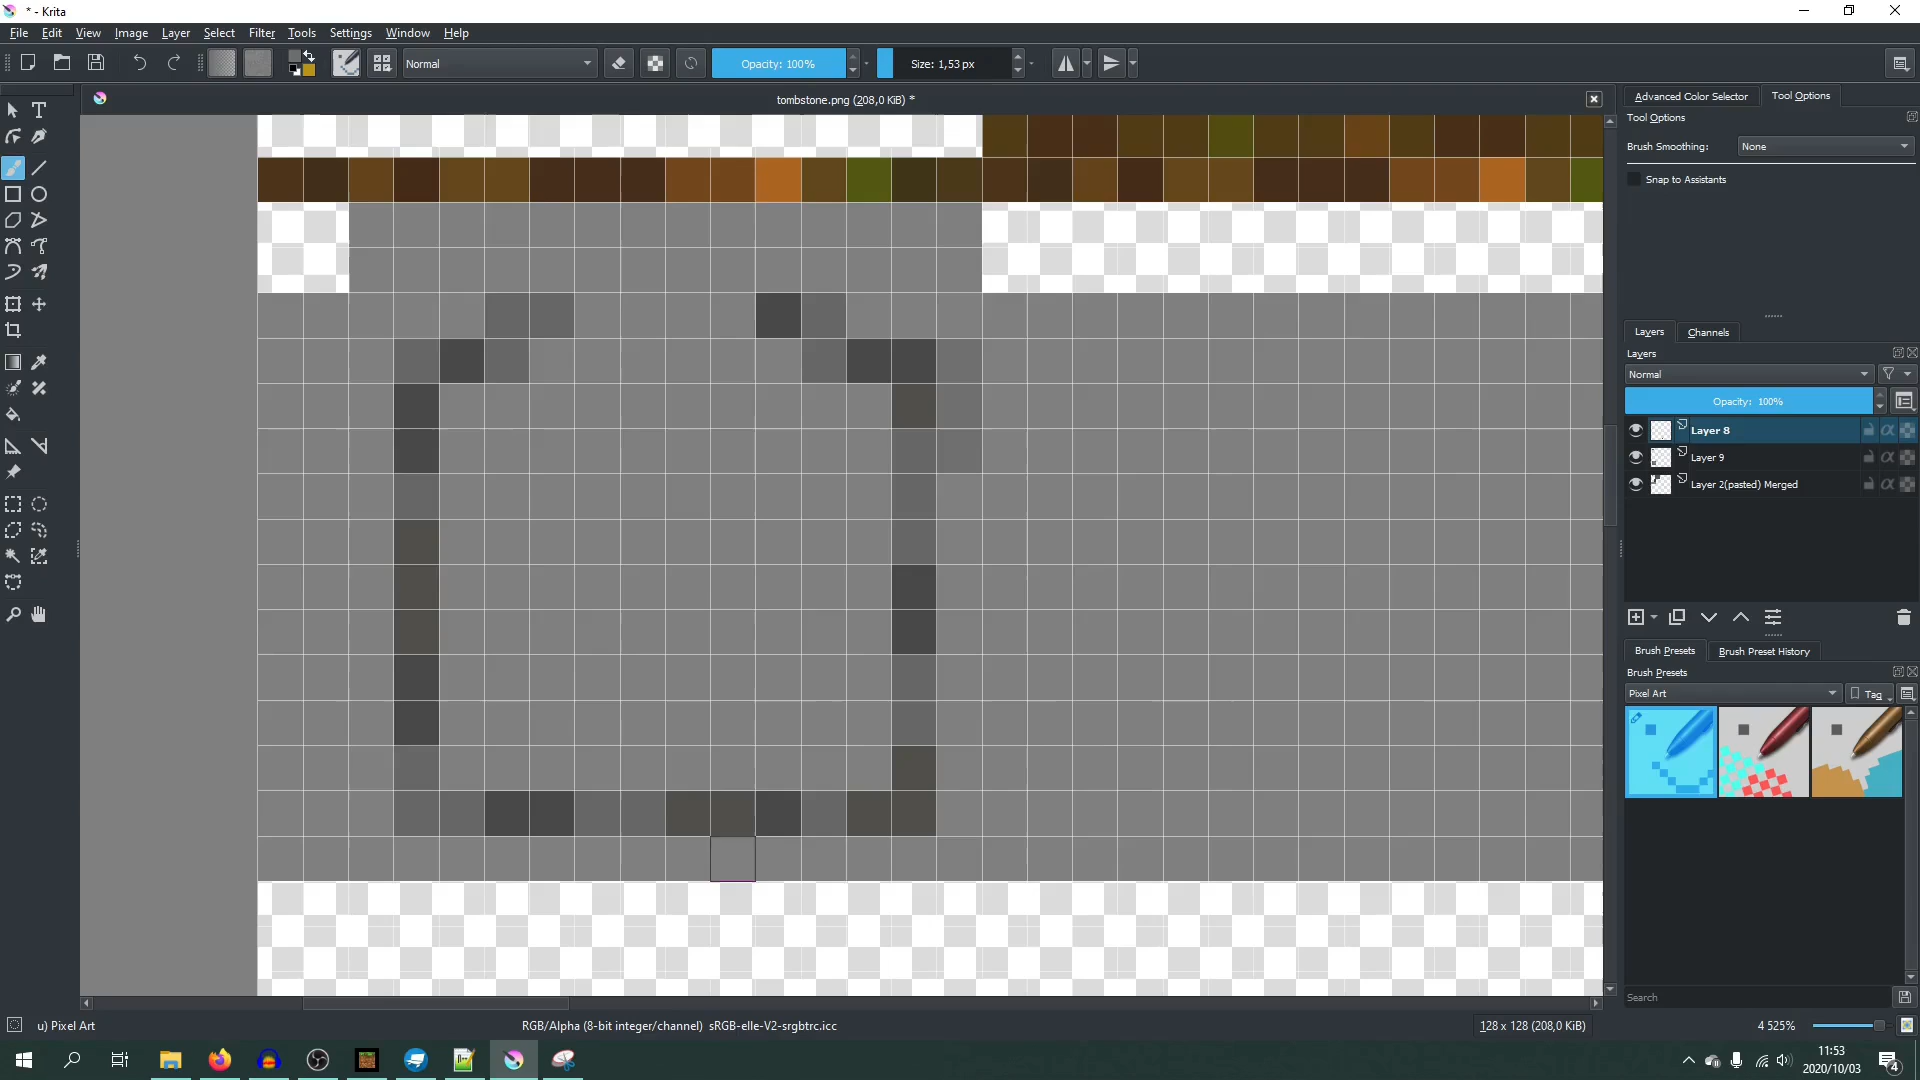 * - Krita
File Edit View Image Layer Select Filter Tools Settings Window Help
Normal
Opacity: 100%
Size: 1,53 px
tombstone.png (208,0 KiB) *
Advanced Color Selector
Tool Options
Tool Options
Brush Smoothing: None
Snap to Assistants
Layers
Channels
Layers
Normal
Opacity: 100%
Layer 8
Layer 9
Layer 2(pasted) Merged
Brush Presets
Brush Preset History
Brush Presets
Pixel Art
Tag
Search
u) Pixel Art
RGB/Alpha (8-bit integer/channel) sRGB-elle-V2-srgbtrc.icc
128 x 128 (208,0 KiB)
4 525%
11:53
2020/10/03
4